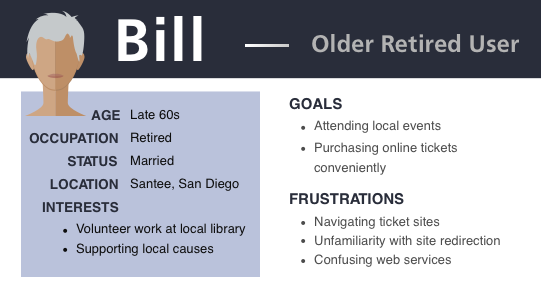 Bill — Older Retired User
AGE Late 60s
OCCUPATION Retired
STATUS Married
LOCATION Santee, San Diego
INTERESTS
• Volunteer work at local library
• Supporting local causes
GOALS
• Attending local events
• Purchasing online tickets
conveniently
FRUSTRATIONS
• Navigating ticket sites
• Unfamiliarity with site redirection
• Confusing web services